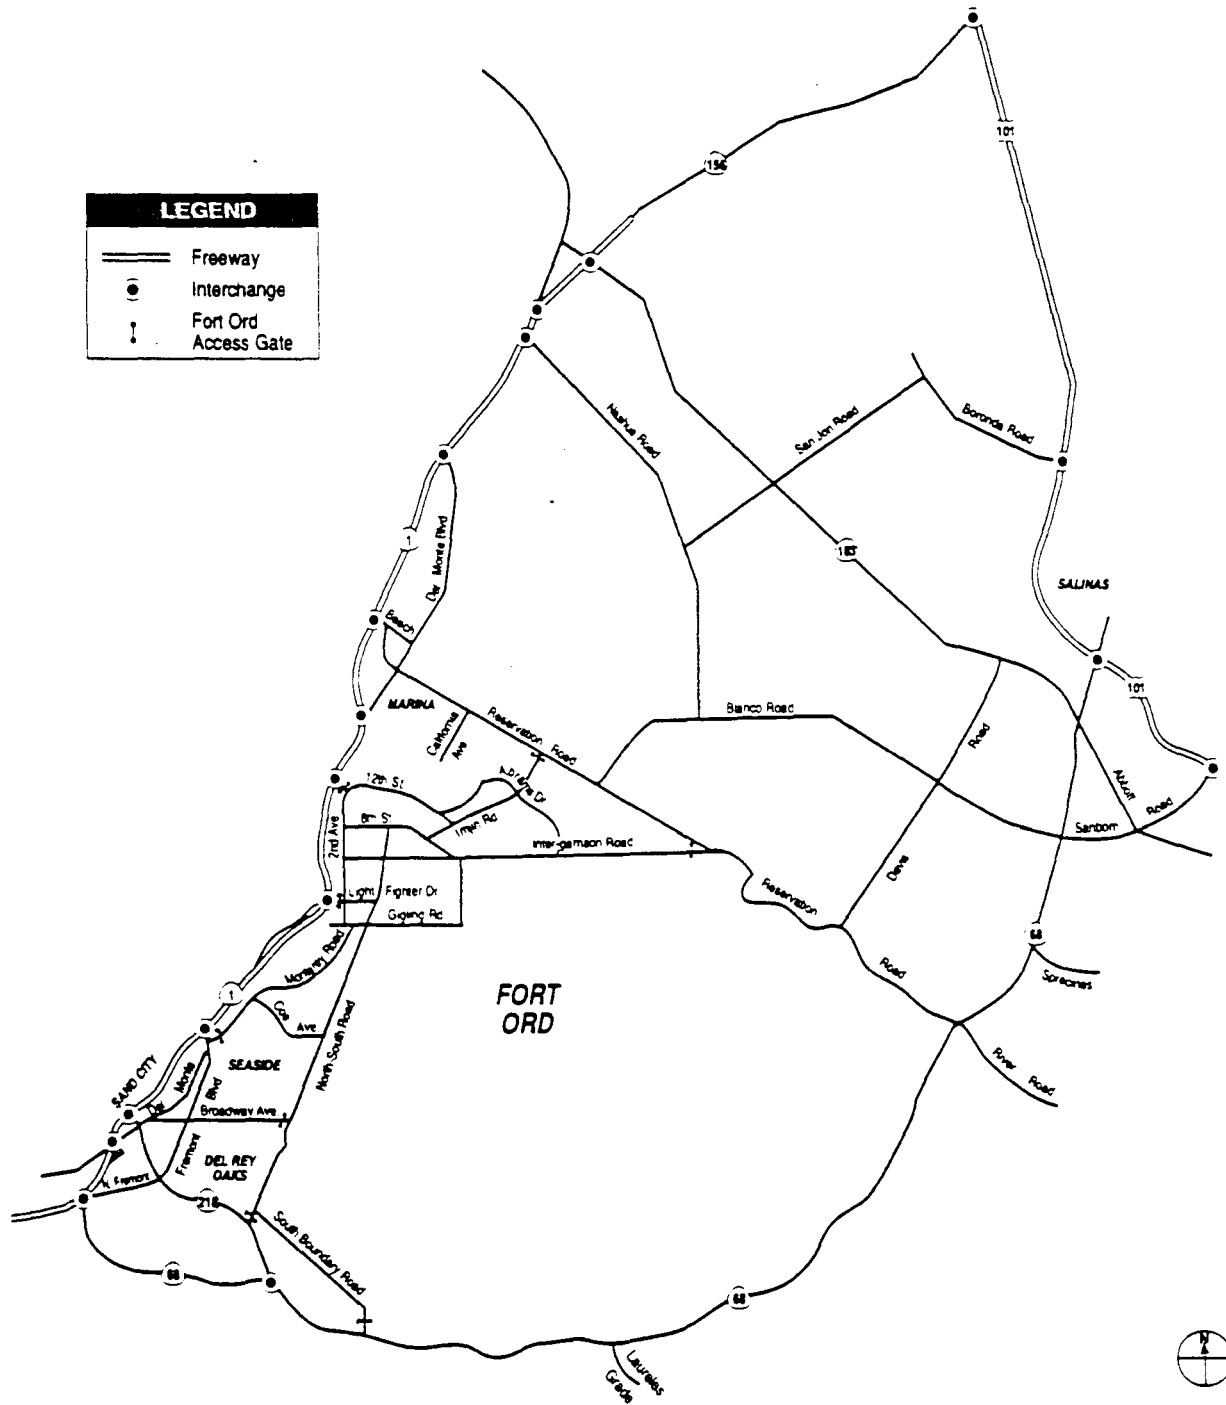 101
156
LEGEND
Freeway
Interchange
Fort Ord
Access Gate
Nashua Road
San Jon Road
Boronda Road
1
Del Monte Blvd
183
SALINAS
Beech
101
MARINA
California
Ave
Reservation Road
Blanco Road
Road
Davis
Abbott
Sanborn Road
12th St
Abrams Dr
8th St
Imjin Rd
2nd Ave
Inter-garrison Road
Light Fighter Dr
Gigling Rd
Reservation
Road
68
Spreckles
Monterey Road
FORT
ORD
1
Coe Ave
North South Road
River Road
SAND CITY
SEASIDE
Del Monte
Blvd
Fremont
Broadway Ave
DEL REY
OAKS
N. Fremont
218
South Boundary Road
68
68
Laureles
Grade
N